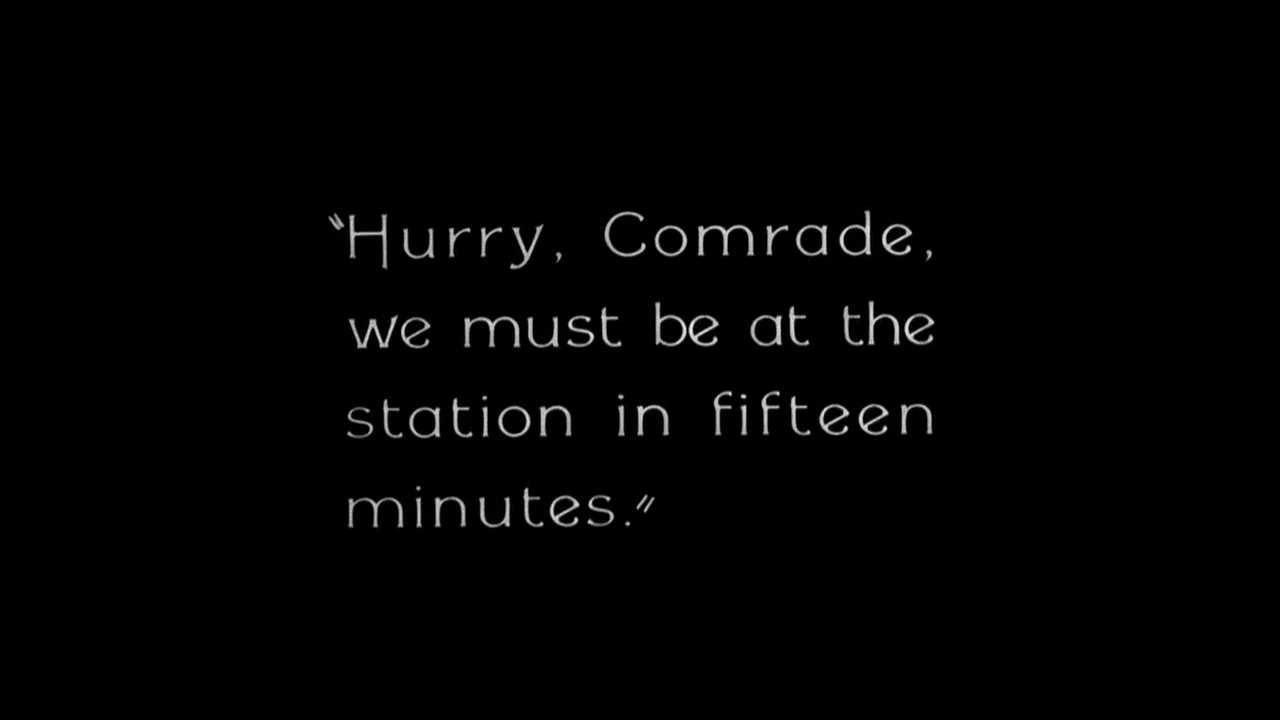 "Hurry, Comrade,
we must be at the
station in fifteen
minutes."